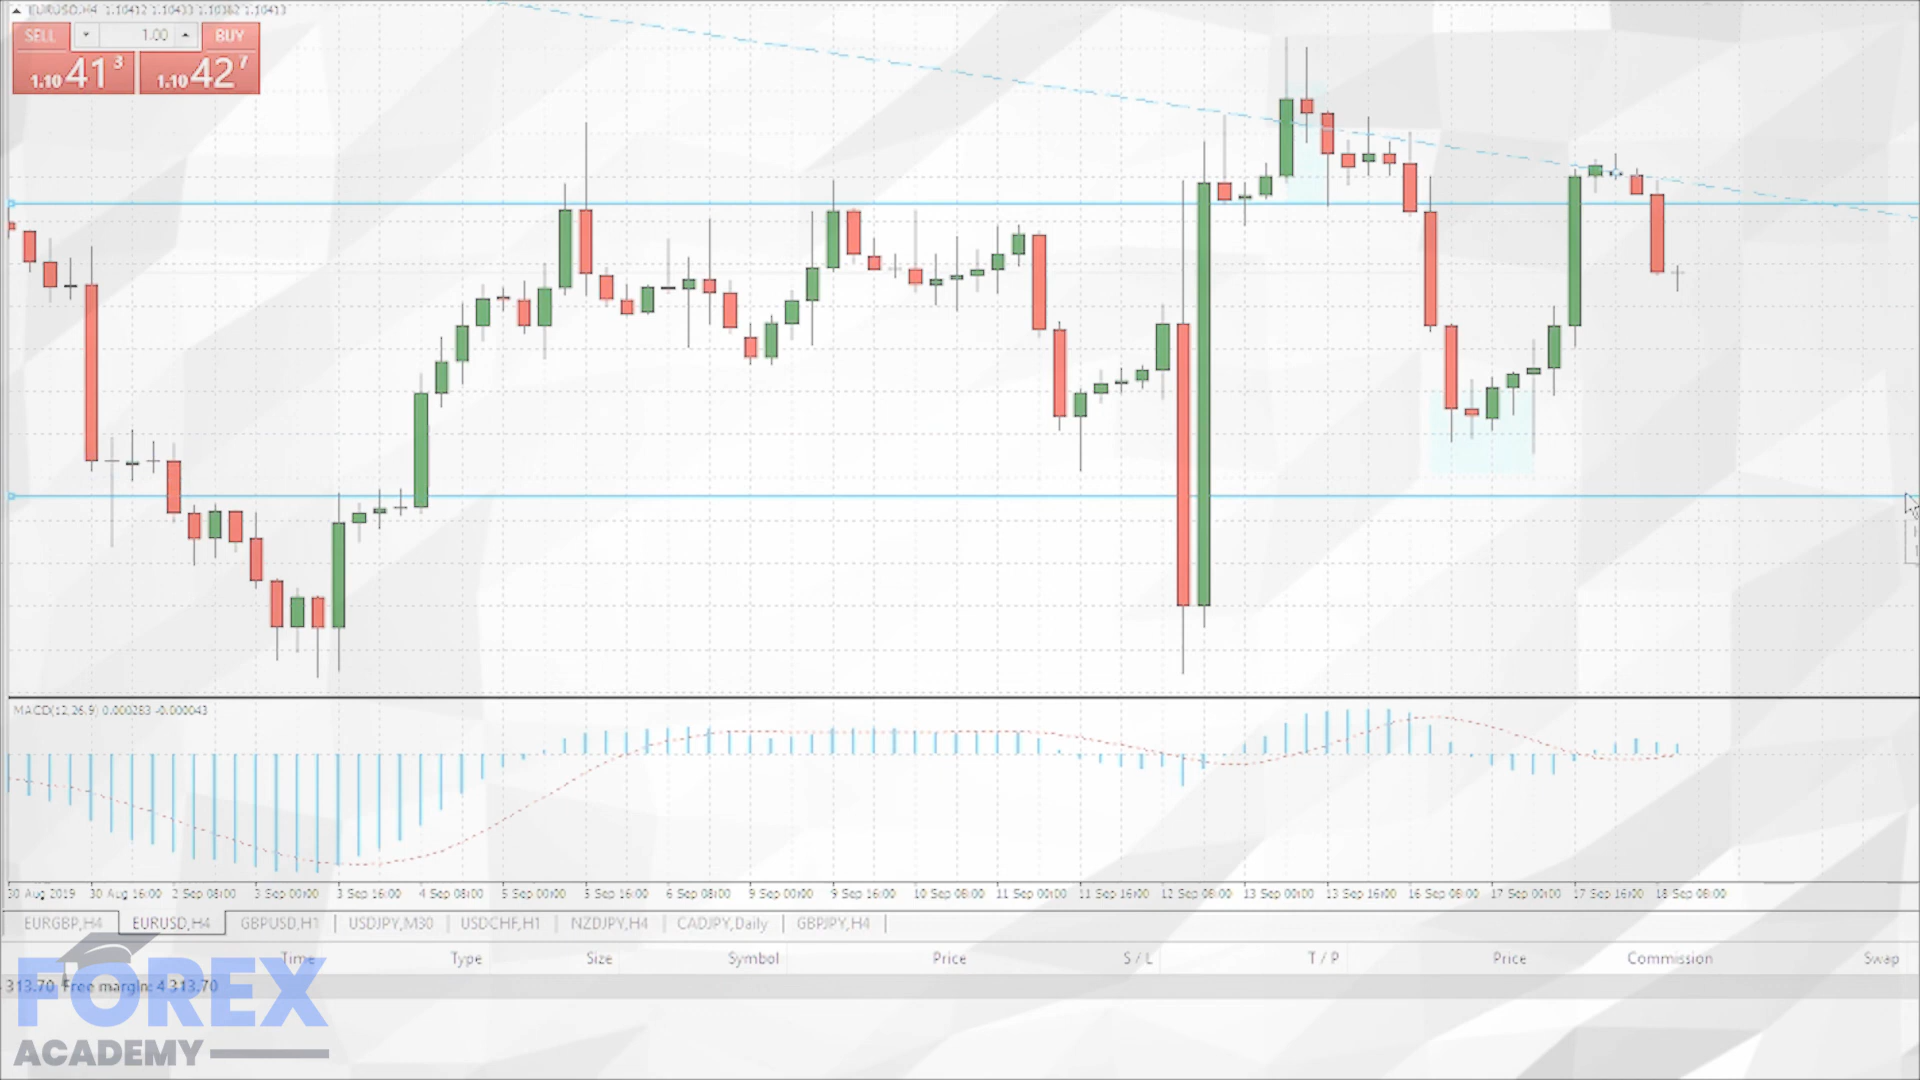 EURUSD.H4 1.10412 1.10433 1.10362 1.10413
SELL 1.00 BUY
1.10 41 3 1.10 42 7
MACD(12,26,9) 0.000283 -0.000043
30 Aug 2019 30 Aug 16:00 2 Sep 08:00 3 Sep 00:00 3 Sep 16:00 4 Sep 08:00 5 Sep 00:00 5 Sep 16:00 6 Sep 08:00 9 Sep 00:00 9 Sep 16:00 10 Sep 08:00 11 Sep 00:00 11 Sep 16:00 12 Sep 08:00 13 Sep 00:00 13 Sep 16:00 16 Sep 08:00 17 Sep 00:00 17 Sep 16:00 18 Sep 08:00
EURGBP,H4 EURUSD,H4 GBPUSD,H1 USDJPY,M30 USDCHF,H1 NZDJPY,H4 CADJPY,Daily GBPJPY,H4
Time Type Size Symbol Price S / L T / P Price Commission Swap
313.70 Free margin: 4 313.70
FOREX
ACADEMY